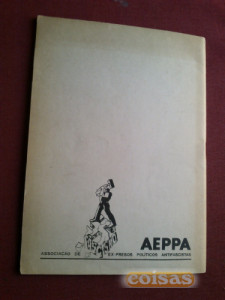 AEPPA
ASSOCIAÇÃO DE EX-PRESOS POLÍTICOS ANTIFASCISTAS
coisas